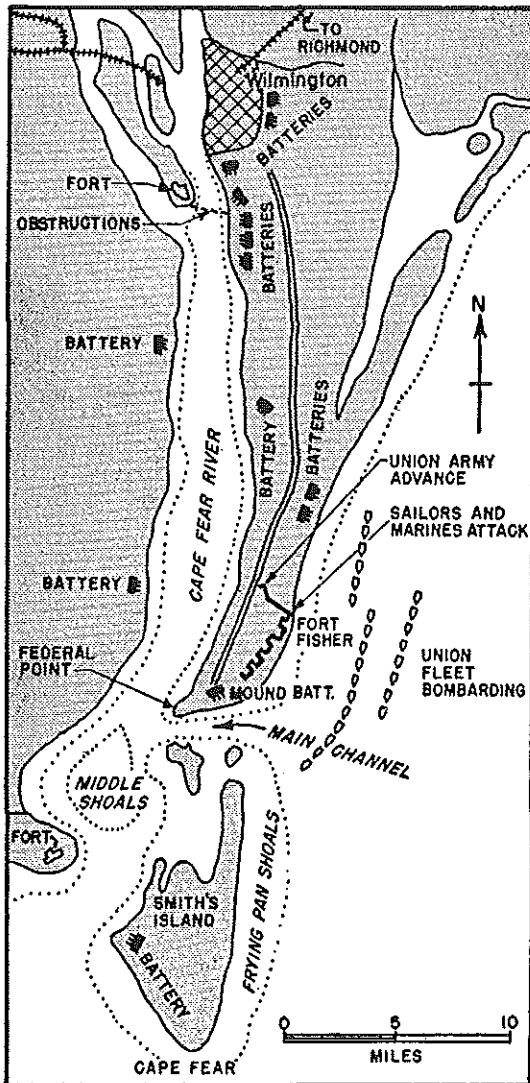 TO
RICHMOND
Wilmington
BATTERIES
FORT
OBSTRUCTIONS
BATTERIES
BATTERY
N
BATTERY
BATTERIES
UNION ARMY
ADVANCE
CAPE FEAR RIVER
SAILORS AND
MARINES ATTACK
BATTERY
FORT
FISHER
FEDERAL
POINT
UNION
FLEET
BOMBARDING
MOUND BATT.
MAIN CHANNEL
MIDDLE
SHOALS
FORT
SMITH'S
ISLAND
FRYING PAN SHOALS
BATTERY
0 5 10
MILES
CAPE FEAR